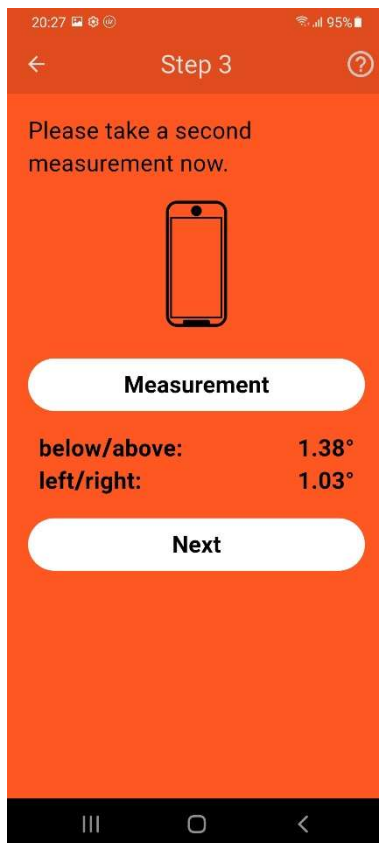 20:27 95%
Step 3
Please take a second
measurement now.
Measurement
below/above: 1.38°
left/right: 1.03°
Next